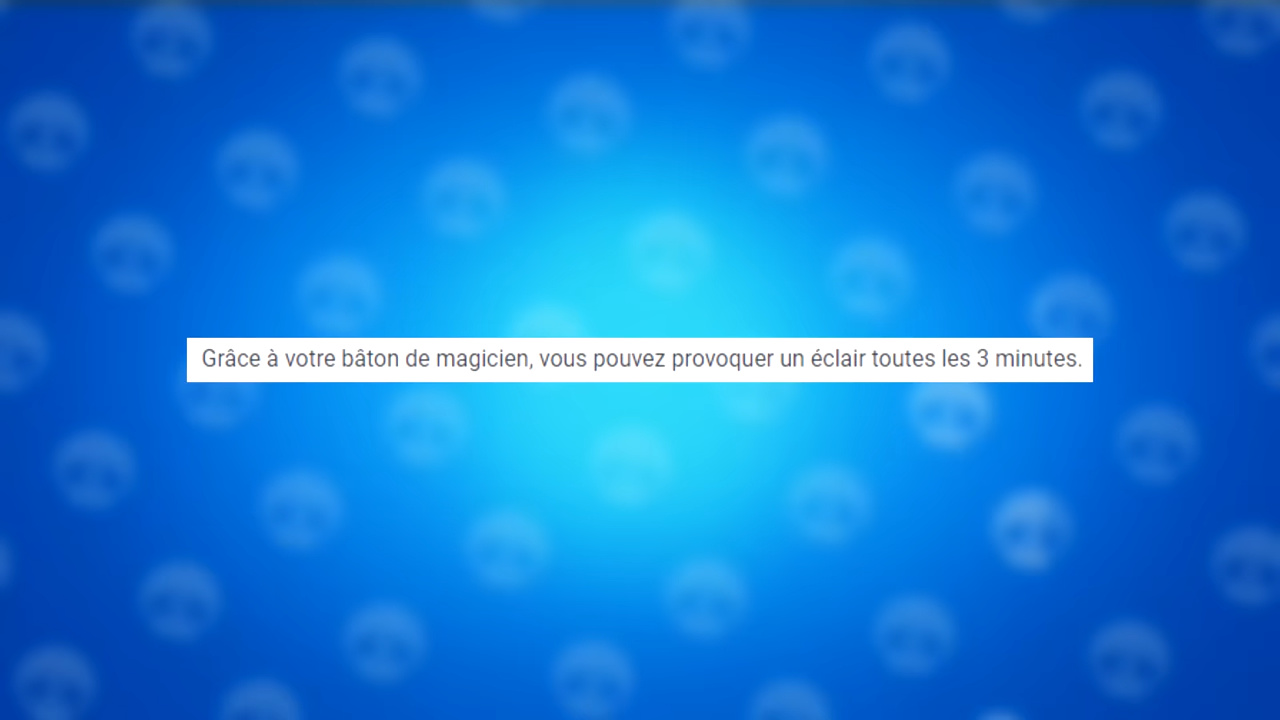 Grâce à votre bâton de magicien, vous pouvez provoquer un éclair toutes les 3 minutes.